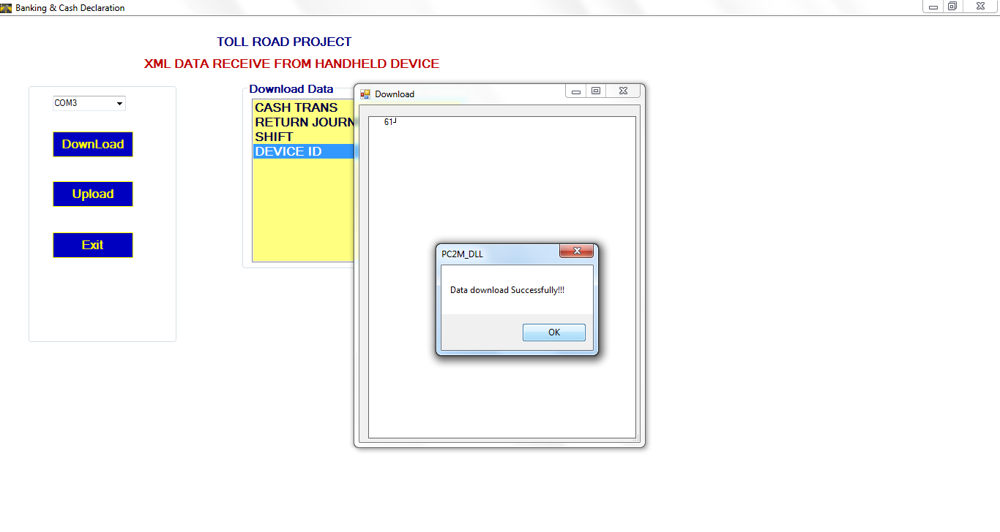 Banking & Cash Declaration
TOLL ROAD PROJECT
XML DATA RECEIVE FROM HANDHELD DEVICE
COM3
DownLoad
Upload
Exit
Download Data
CASH TRANS
RETURN JOURN
SHIFT
DEVICE ID
Download
61┘
PC2M_DLL
Data download Successfully!!!
OK